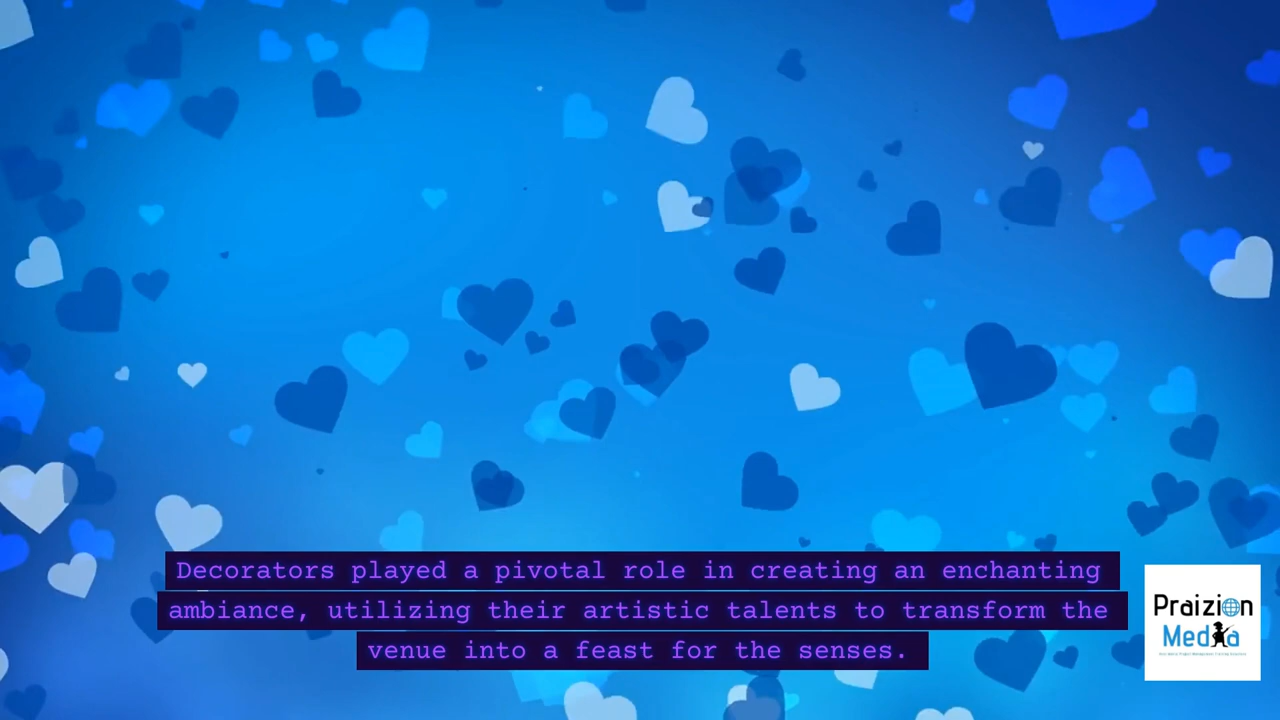 Decorators played a pivotal role in creating an enchanting
ambiance, utilizing their artistic talents to transform the
venue into a feast for the senses.
Praizion
Media